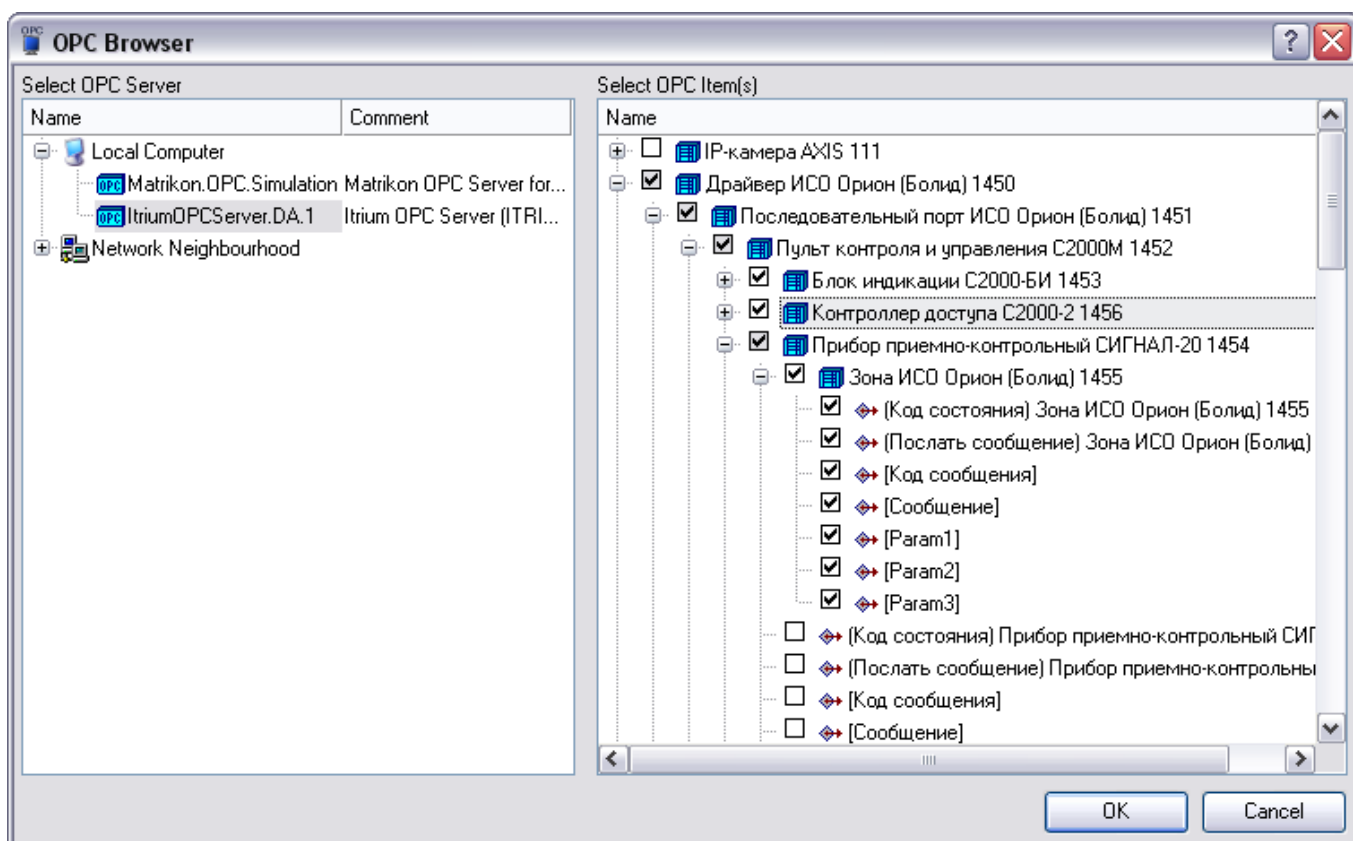 OPC
OPC Browser
Select OPC Server
Name Comment
Local Computer
OPC Matrikon.OPC.Simulation Matrikon OPC Server for...
OPC ItriumOPCServer.DA.1 Itrium OPC Server (ITRI...
Network Neighbourhood
Select OPC Item(s)
Name
IP-камера AXIS 111
Драйвер ИСО Орион (Болид) 1450
Последовательный порт ИСО Орион (Болид) 1451
Пульт контроля и управления С2000М 1452
Блок индикации С2000-БИ 1453
Контроллер доступа С2000-2 1456
Прибор приемно-контрольный СИГНАЛ-20 1454
Зона ИСО Орион (Болид) 1455
(Код состояния) Зона ИСО Орион (Болид) 1455
(Послать сообщение) Зона ИСО Орион (Болид)
[Код сообщения]
[Сообщение]
[Param1]
[Param2]
[Param3]
(Код состояния) Прибор приемно-контрольный СИГ
(Послать сообщение) Прибор приемно-контрольны
[Код сообщения]
[Сообщение]
OK Cancel